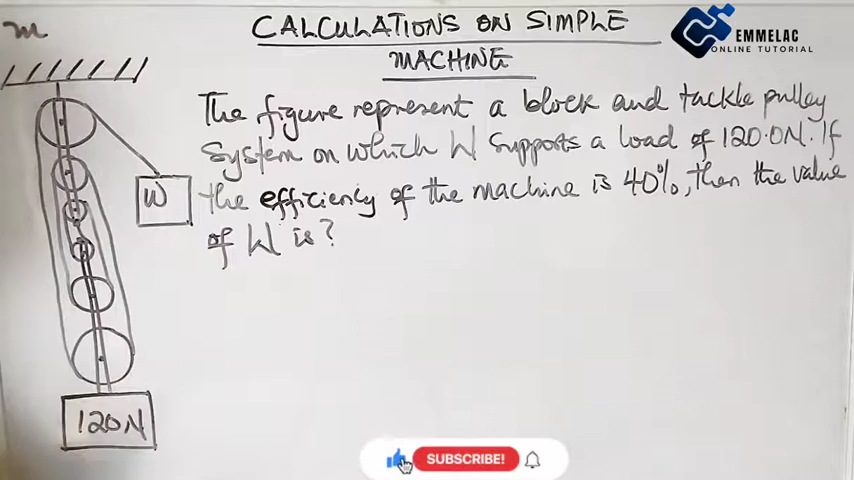 m
CALCULATIONS ON SIMPLE
MACHINE
EMMELAC
ONLINE TUTORIAL
The figure represent a block and tackle pulley
System on which W supports a load of 120.0N. If
the efficiency of the machine is 40%, then the value
of W is?
W
120N
SUBSCRIBE!